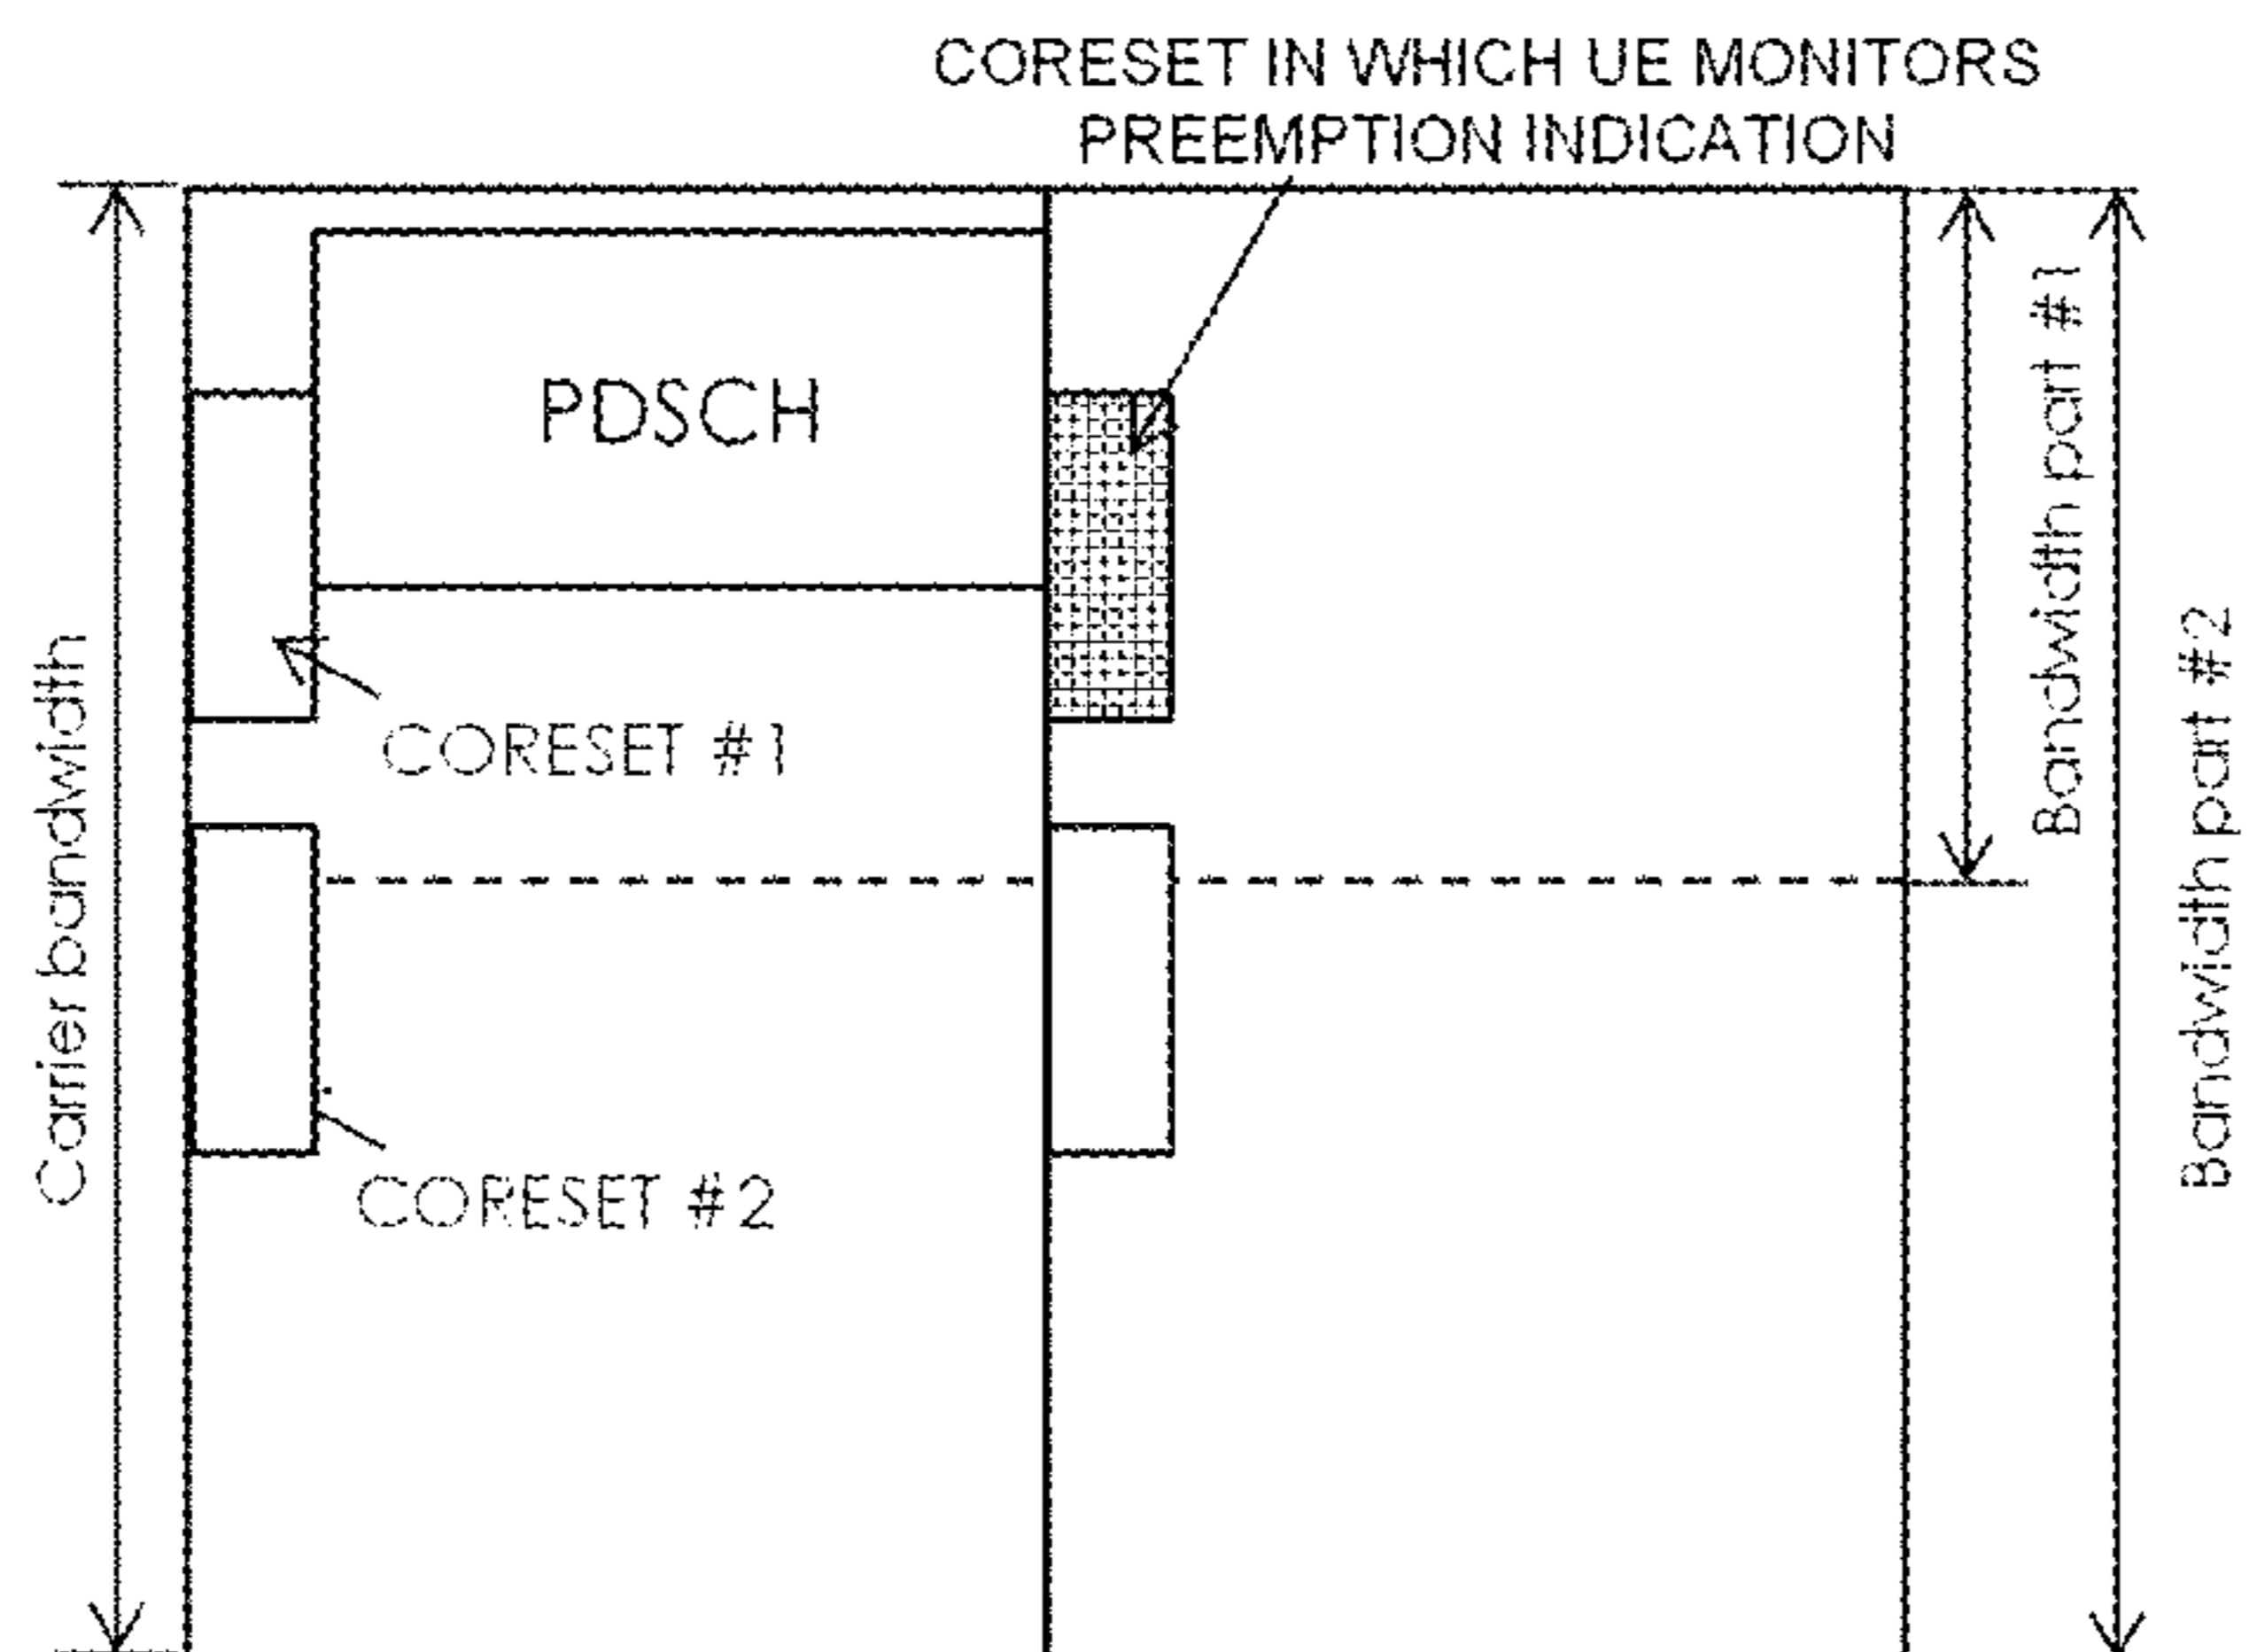 CORESET IN WHICH UE MONITORS
PREEMPTION INDICATION
PDSCH
CORESET #1
CORESET #2
Carrier bandwidth
Bandwidth part #1
Bandwidth part #2